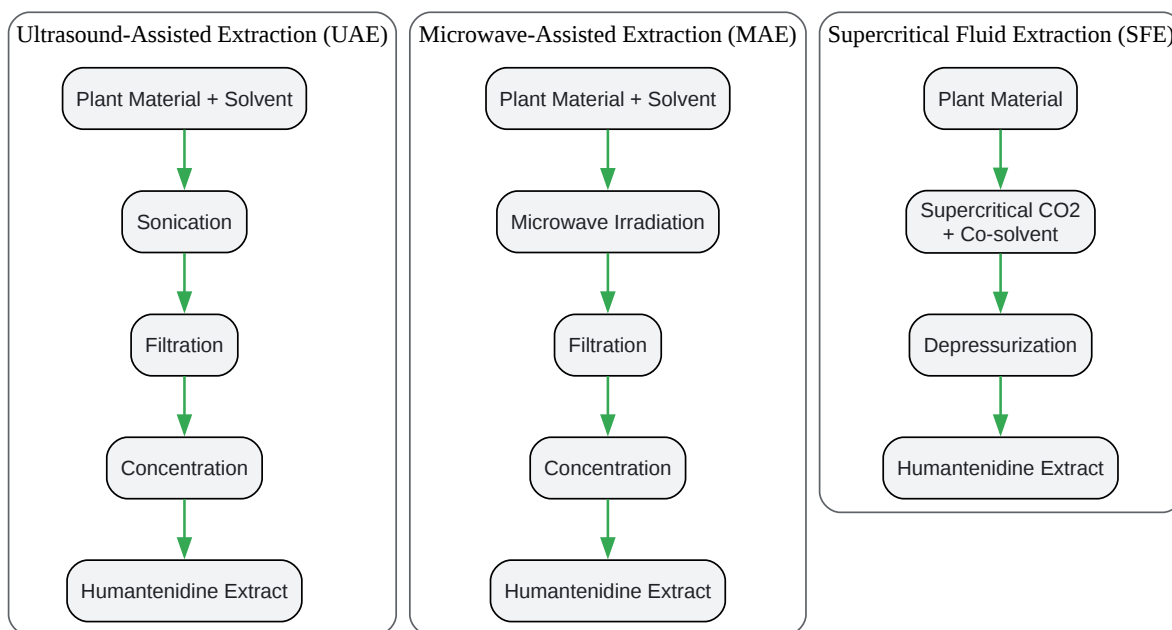 Ultrasound-Assisted Extraction (UAE)
Plant Material + Solvent
Sonication
Filtration
Concentration
Humantenidine Extract
Microwave-Assisted Extraction (MAE)
Plant Material + Solvent
Microwave Irradiation
Filtration
Concentration
Humantenidine Extract
Supercritical Fluid Extraction (SFE)
Plant Material
Supercritical CO2
+ Co-solvent
Depressurization
Humantenidine Extract